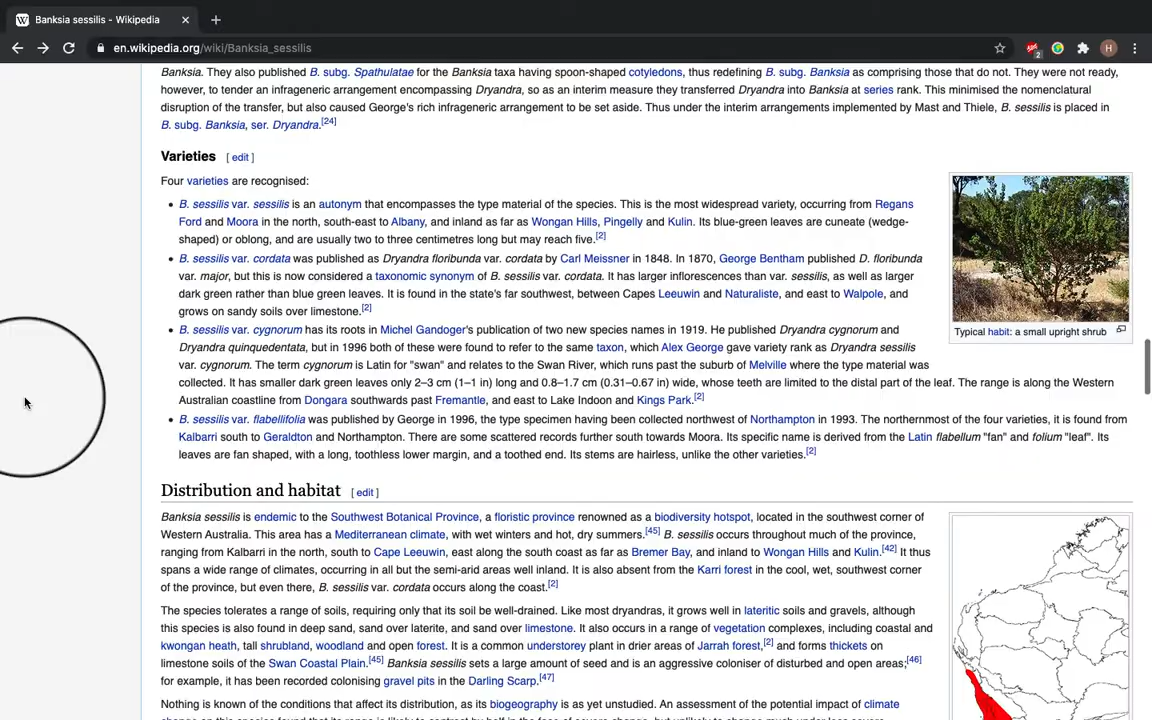 Banksia sessilis - Wikipedia
en.wikipedia.org/wiki/Banksia_sessilis
2
H
Banksia. They also published B. subg. Spathulatae for the Banksia taxa having spoon-shaped cotyledons, thus redefining B. subg. Banksia as comprising those that do not. They were not ready,
however, to tender an infrageneric arrangement encompassing Dryandra, so as an interim measure they transferred Dryandra into Banksia at series rank. This minimised the nomenclatural
disruption of the transfer, but also caused George's rich infrageneric arrangement to be set aside. Thus under the interim arrangements implemented by Mast and Thiele, B. sessilis is placed in
B. subg. Banksia, ser. Dryandra.[24]
Varieties [ edit ]
Four varieties are recognised:
• B. sessilis var. sessilis is an autonym that encompasses the type material of the species. This is the most widespread variety, occurring from Regans
Ford and Moora in the north, south-east to Albany, and inland as far as Wongan Hills, Pingelly and Kulin. Its blue-green leaves are cuneate (wedge-
shaped) or oblong, and are usually two to three centimetres long but may reach five.[2]
• B. sessilis var. cordata was published as Dryandra floribunda var. cordata by Carl Meissner in 1848. In 1870, George Bentham published D. floribunda
var. major, but this is now considered a taxonomic synonym of B. sessilis var. cordata. It has larger inflorescences than var. sessilis, as well as larger
dark green rather than blue green leaves. It is found in the state's far southwest, between Capes Leeuwin and Naturaliste, and east to Walpole, and
grows on sandy soils over limestone.[2]
• B. sessilis var. cygnorum has its roots in Michel Gandoger's publication of two new species names in 1919. He published Dryandra cygnorum and
Dryandra quinquedentata, but in 1996 both of these were found to refer to the same taxon, which Alex George gave variety rank as Dryandra sessilis
var. cygnorum. The term cygnorum is Latin for "swan" and relates to the Swan River, which runs past the suburb of Melville where the type material was
collected. It has smaller dark green leaves only 2–3 cm (1–1 in) long and 0.8–1.7 cm (0.31–0.67 in) wide, whose teeth are limited to the distal part of the leaf. The range is along the Western
Australian coastline from Dongara southwards past Fremantle, and east to Lake Indoon and Kings Park.[2]
• B. sessilis var. flabellifolia was published by George in 1996, the type specimen having been collected northwest of Northampton in 1993. The northernmost of the four varieties, it is found from
Kalbarri south to Geraldton and Northampton. There are some scattered records further south towards Moora. Its specific name is derived from the Latin flabellum "fan" and folium "leaf". Its
leaves are fan shaped, with a long, toothless lower margin, and a toothed end. Its stems are hairless, unlike the other varieties.[2]
Typical habit: a small upright shrub
Distribution and habitat [ edit ]
Banksia sessilis is endemic to the Southwest Botanical Province, a floristic province renowned as a biodiversity hotspot, located in the southwest corner of
Western Australia. This area has a Mediterranean climate, with wet winters and hot, dry summers.[45] B. sessilis occurs throughout much of the province,
ranging from Kalbarri in the north, south to Cape Leeuwin, east along the south coast as far as Bremer Bay, and inland to Wongan Hills and Kulin.[42] It thus
spans a wide range of climates, occurring in all but the semi-arid areas well inland. It is also absent from the Karri forest in the cool, wet, southwest corner
of the province, but even there, B. sessilis var. cordata occurs along the coast.[2]
The species tolerates a range of soils, requiring only that its soil be well-drained. Like most dryandras, it grows well in lateritic soils and gravels, although
this species is also found in deep sand, sand over laterite, and sand over limestone. It also occurs in a range of vegetation complexes, including coastal and
kwongan heath, tall shrubland, woodland and open forest. It is a common understorey plant in drier areas of Jarrah forest,[2] and forms thickets on
limestone soils of the Swan Coastal Plain.[45] Banksia sessilis sets a large amount of seed and is an aggressive coloniser of disturbed and open areas;[46]
for example, it has been recorded colonising gravel pits in the Darling Scarp.[47]
Nothing is known of the conditions that affect its distribution, as its biogeography is as yet unstudied. An assessment of the potential impact of climate